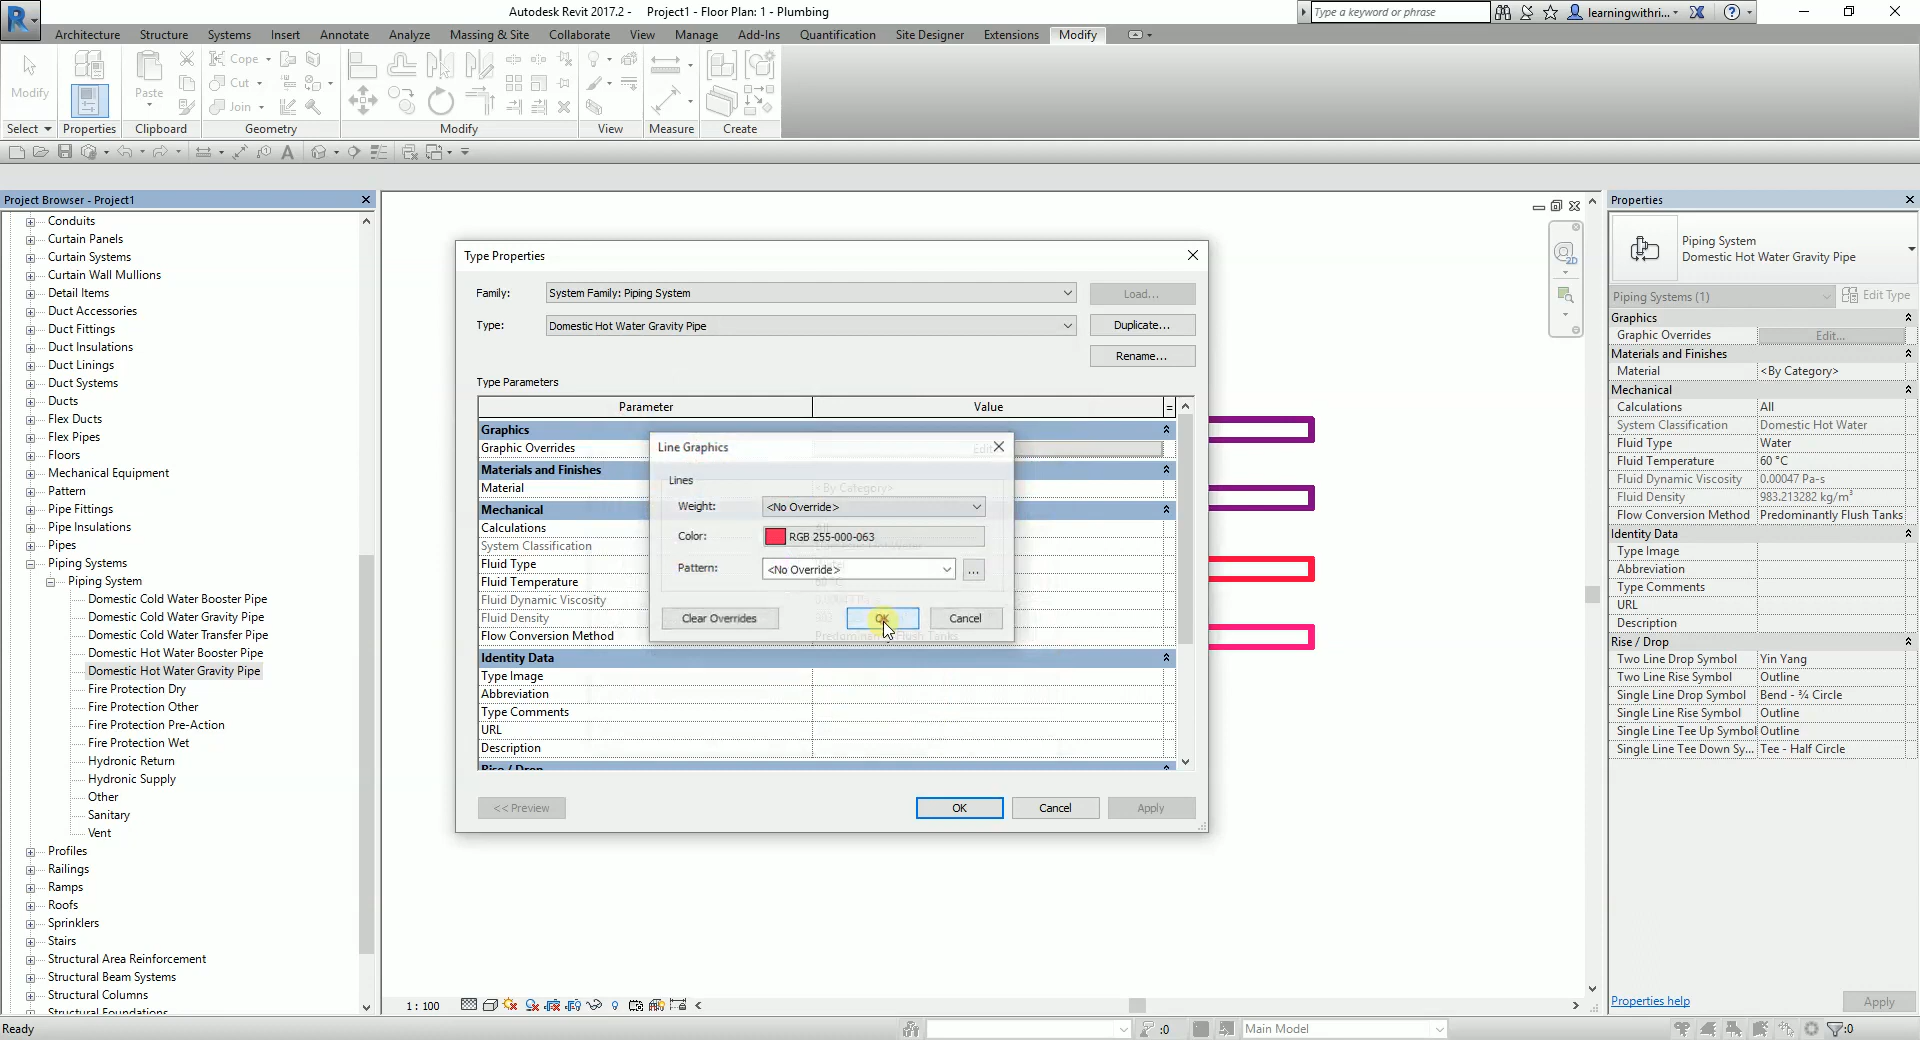 Autodesk Revit 2017.2 - Project1 - Floor Plan: 1 - Plumbing
Type a keyword or phrase
learningwithri...
Architecture Structure Systems Insert Annotate Analyze Massing & Site Collaborate View Manage Add-Ins Quantification Site Designer Extensions Modify
Modify
Paste
Cope
Cut
Join
Select Properties Clipboard Geometry Modify View Measure Create
Project Browser - Project1
Conduits
Curtain Panels
Curtain Systems
Curtain Wall Mullions
Detail Items
Duct Accessories
Duct Fittings
Duct Insulations
Duct Linings
Duct Systems
Ducts
Flex Ducts
Flex Pipes
Floors
Mechanical Equipment
Pattern
Pipe Fittings
Pipe Insulations
Pipes
Piping Systems
Piping System
Domestic Cold Water Booster Pipe
Domestic Cold Water Gravity Pipe
Domestic Cold Water Transfer Pipe
Domestic Hot Water Booster Pipe
Domestic Hot Water Gravity Pipe
Fire Protection Dry
Fire Protection Other
Fire Protection Pre-Action
Fire Protection Wet
Hydronic Return
Hydronic Supply
Other
Sanitary
Vent
Profiles
Railings
Ramps
Roofs
Sprinklers
Stairs
Structural Area Reinforcement
Structural Beam Systems
Structural Columns
Structural Foundations
Type Properties
Family: System Family: Piping System Load...
Type: Domestic Hot Water Gravity Pipe Duplicate...
Rename...
Type Parameters
Parameter Value =
Graphics
Graphic Overrides Edit
Materials and Finishes
Material <By Category>
Mechanical
Calculations
System Classification
Fluid Type
Fluid Temperature
Fluid Dynamic Viscosity
Fluid Density
Flow Conversion Method Predominantly Flush Tanks
Identity Data
Type Image
Abbreviation
Type Comments
URL
Description
Rise / Drop
<< Preview OK Cancel Apply
Line Graphics
Lines
Weight: <No Override>
Color: RGB 255-000-063
Pattern: <No Override> ...
Clear Overrides OK Cancel
2D
Properties
Piping System
Domestic Hot Water Gravity Pipe
Piping Systems (1) Edit Type
Graphics
Graphic Overrides Edit...
Materials and Finishes
Material <By Category>
Mechanical
Calculations All
System Classification Domestic Hot Water
Fluid Type Water
Fluid Temperature 60 °C
Fluid Dynamic Viscosity 0.00047 Pa-s
Fluid Density 983.213282 kg/m³
Flow Conversion Method Predominantly Flush Tanks
Identity Data
Type Image
Abbreviation
Type Comments
URL
Description
Rise / Drop
Two Line Drop Symbol Yin Yang
Two Line Rise Symbol Outline
Single Line Drop Symbol Bend - ¾ Circle
Single Line Rise Symbol Outline
Single Line Tee Up Symbol Outline
Single Line Tee Down Sy... Tee - Half Circle
Properties help Apply
1 : 100
Ready :0 Main Model :0